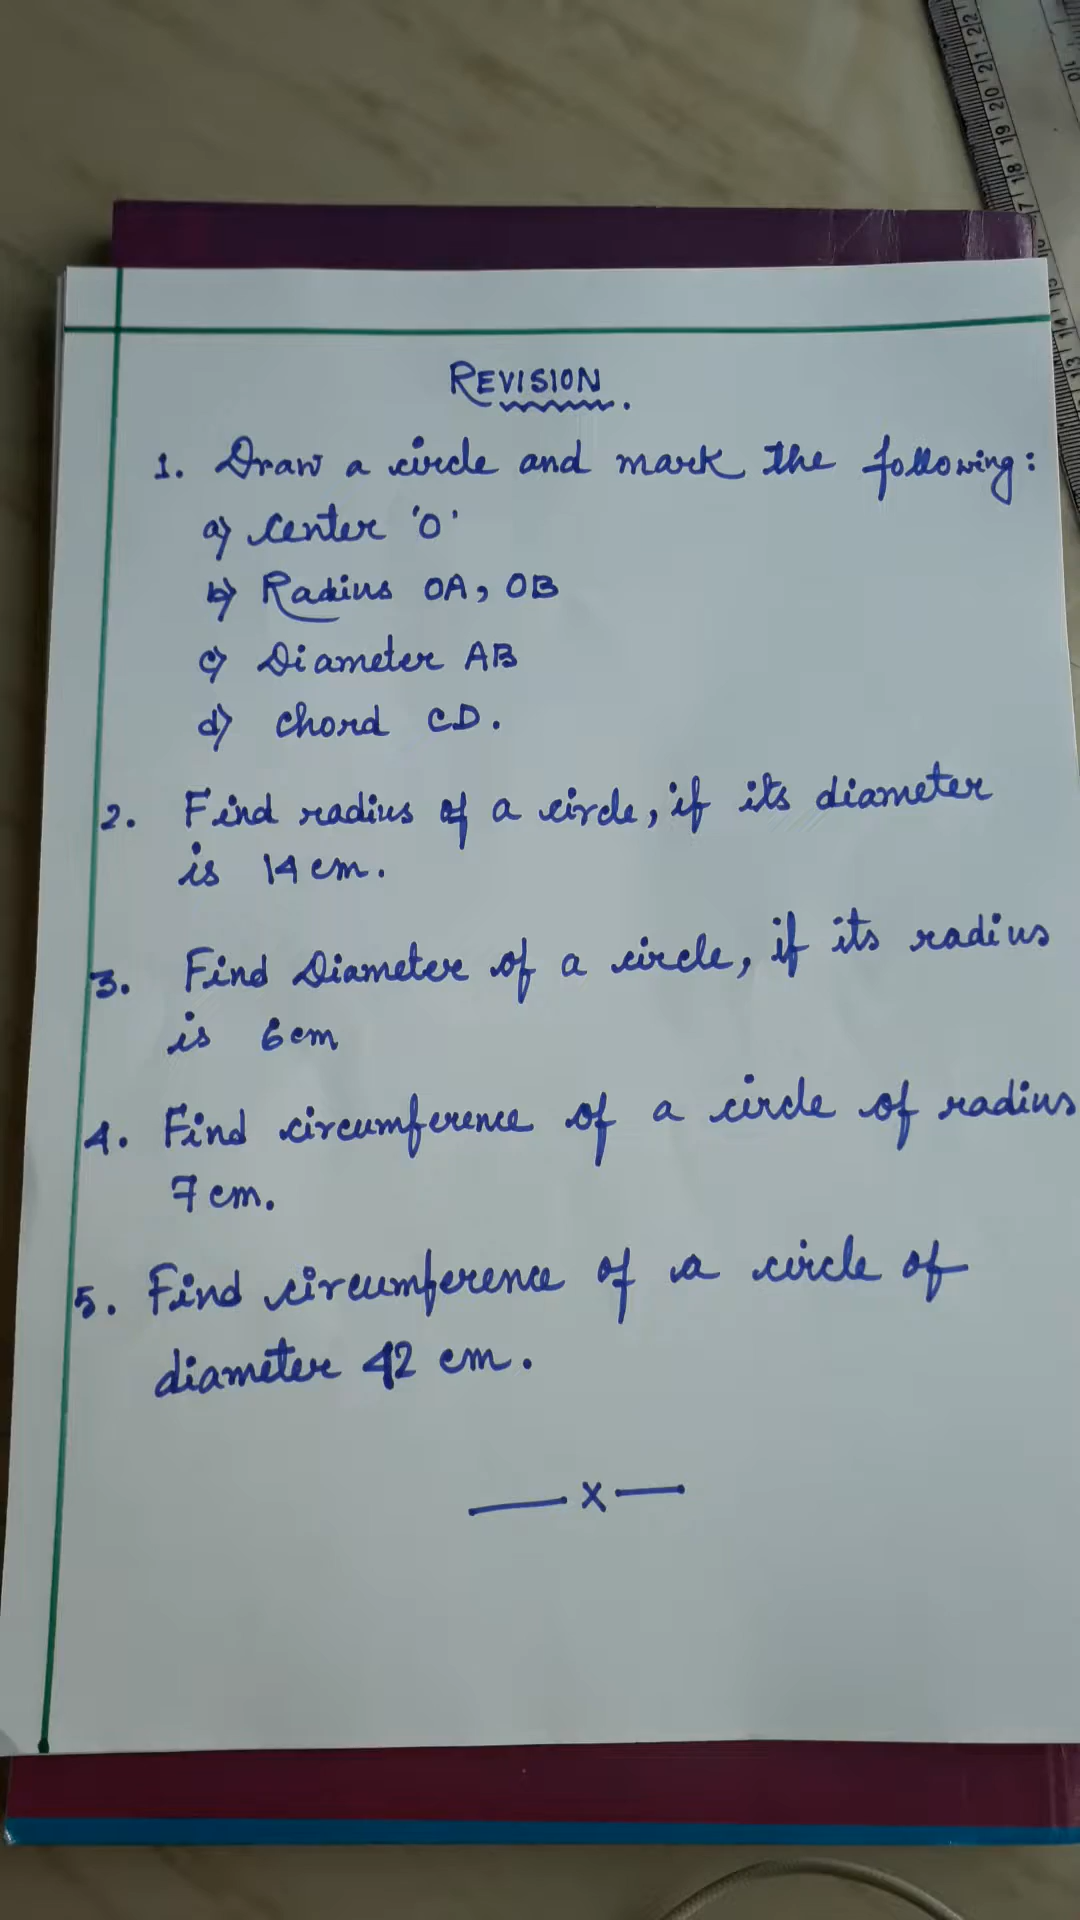 REVISION.
1. Draw a circle and mark the following:
a) Center 'O'
b) Radius OA, OB
c) Diameter AB
d) Chord CD.
2. Find radius of a circle, if its diameter
is 14 cm.
3. Find Diameter of a circle, if its radius
is 6cm
4. Find circumference of a circle of radius
7 cm.
5. Find circumference of a circle of
diameter 42 cm.
—— x ——